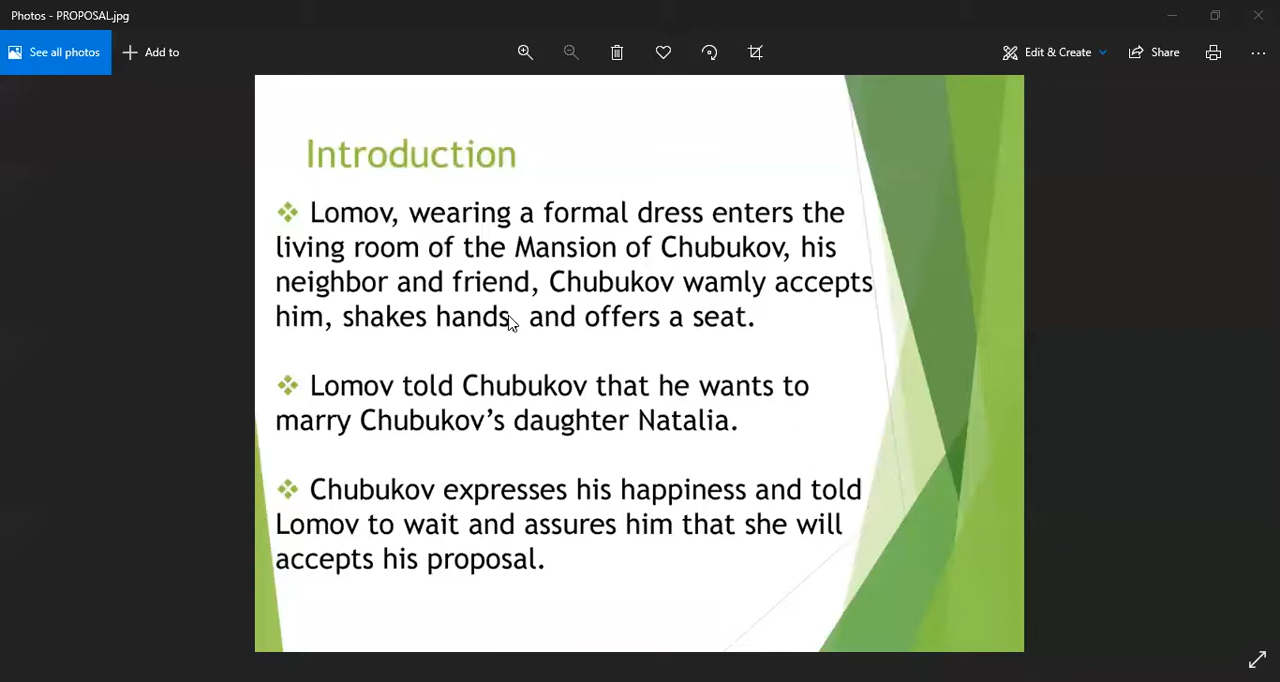 Photos - PROPOSAL.jpg
See all photos
Add to
Edit & Create
Share
Introduction
Lomov, wearing a formal dress enters the
living room of the Mansion of Chubukov, his
neighbor and friend, Chubukov wamly accepts
him, shakes hands, and offers a seat.
Lomov told Chubukov that he wants to
marry Chubukov’s daughter Natalia.
Chubukov expresses his happiness and told
Lomov to wait and assures him that she will
accepts his proposal.